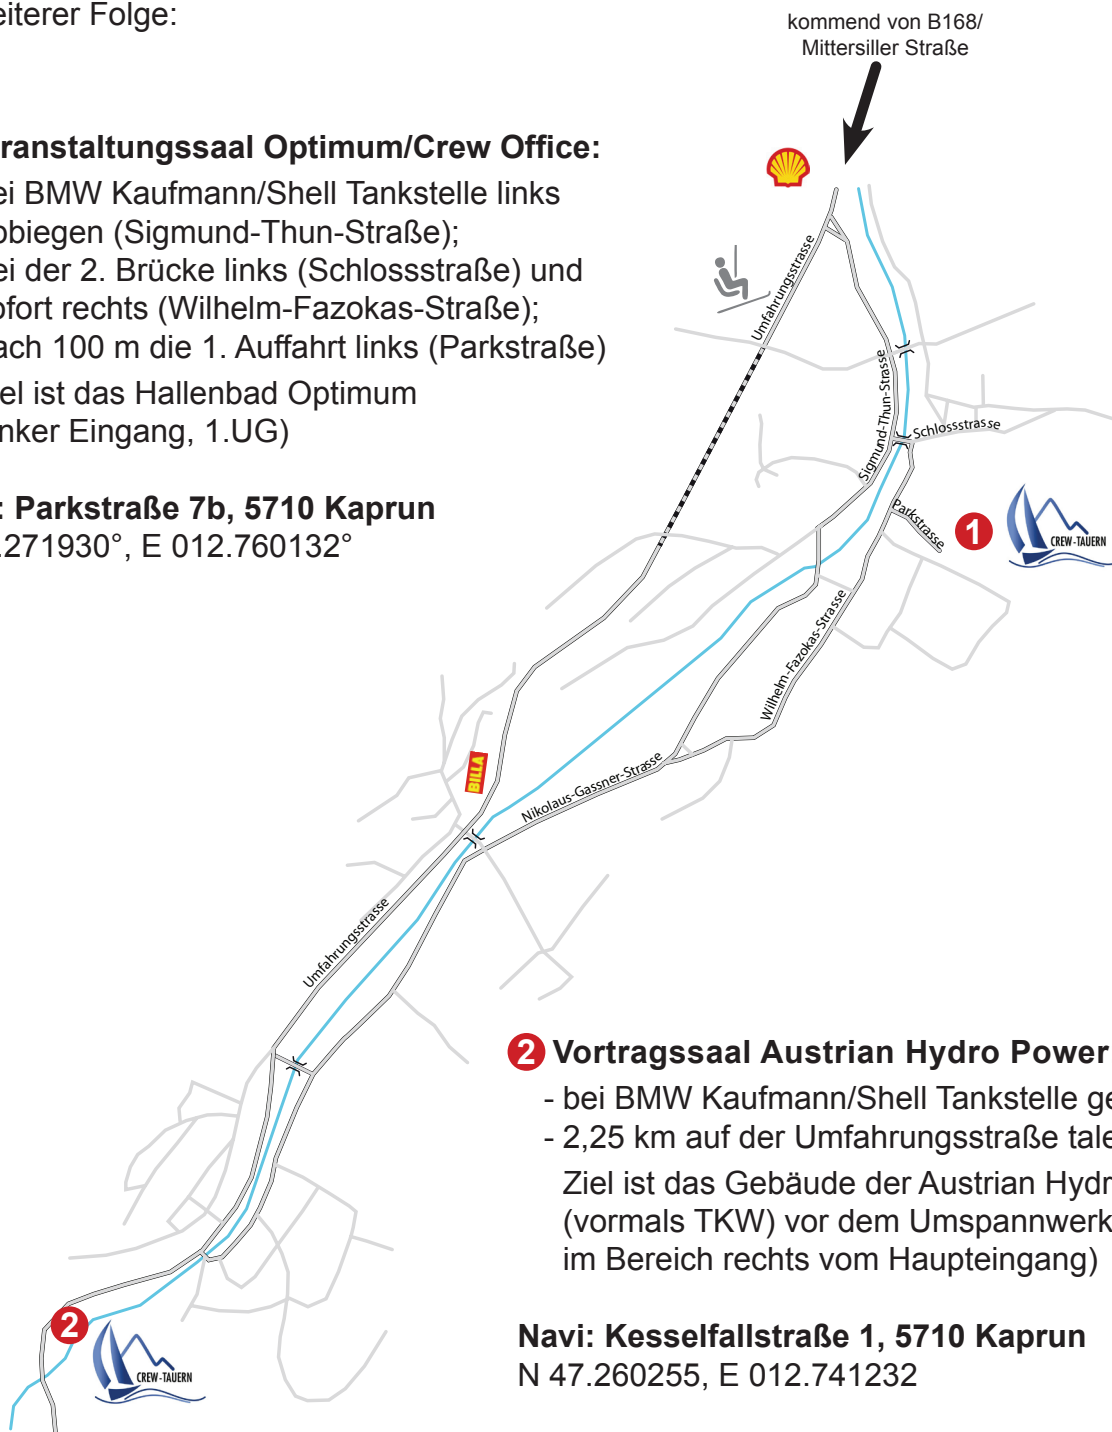 eiterer Folge:
kommend von B168/
Mittersiller Straße
ranstaltungssaal Optimum/Crew Office:
ei BMW Kaufmann/Shell Tankstelle links
bbiegen (Sigmund-Thun-Straße);
ei der 2. Brücke links (Schlossstraße) und
ofort rechts (Wilhelm-Fazokas-Straße);
ach 100 m die 1. Auffahrt links (Parkstraße)
el ist das Hallenbad Optimum
nker Eingang, 1.UG)
: Parkstraße 7b, 5710 Kaprun
.271930°, E 012.760132°
Umfahrungsstrasse
Sigmund-Thun-Strasse
Schlossstrasse
Parkstrasse
1
CREW-TAUERN
Wilhelm-Fazokas-Strasse
BILLA
Nikolaus-Gassner-Strasse
Umfahrungsstrasse
2 Vortragssaal Austrian Hydro Power
- bei BMW Kaufmann/Shell Tankstelle ge
- 2,25 km auf der Umfahrungsstraße tale
Ziel ist das Gebäude der Austrian Hydr
(vormals TKW) vor dem Umspannwerk
im Bereich rechts vom Haupteingang)
Navi: Kesselfallstraße 1, 5710 Kaprun
N 47.260255, E 012.741232
2
CREW-TAUERN